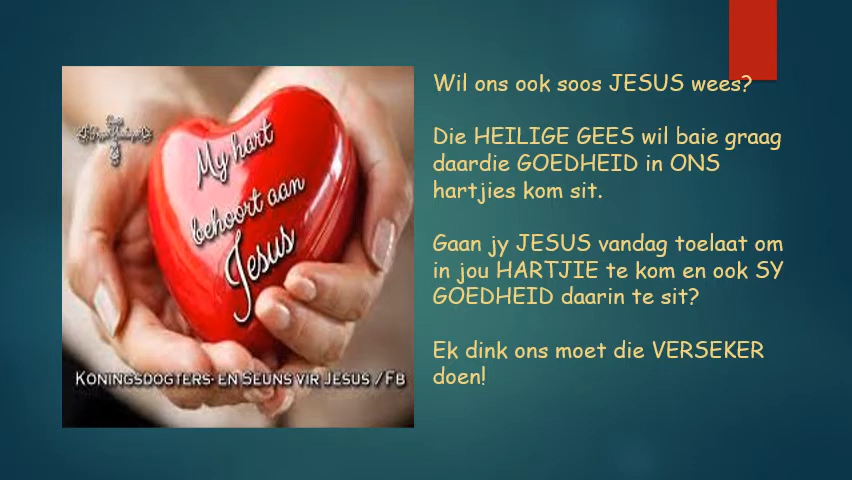 My hart
behoort aan
Jesus
KONINGSDOGTERS- EN SEUNS VIR JESUS /FB
Wil ons ook soos JESUS wees?
Die HEILIGE GEES wil baie graag
daardie GOEDHEID in ONS
hartjies kom sit.
Gaan jy JESUS vandag toelaat om
in jou HARTJIE te kom en ook SY
GOEDHEID daarin te sit?
Ek dink ons moet die VERSEKER
doen!